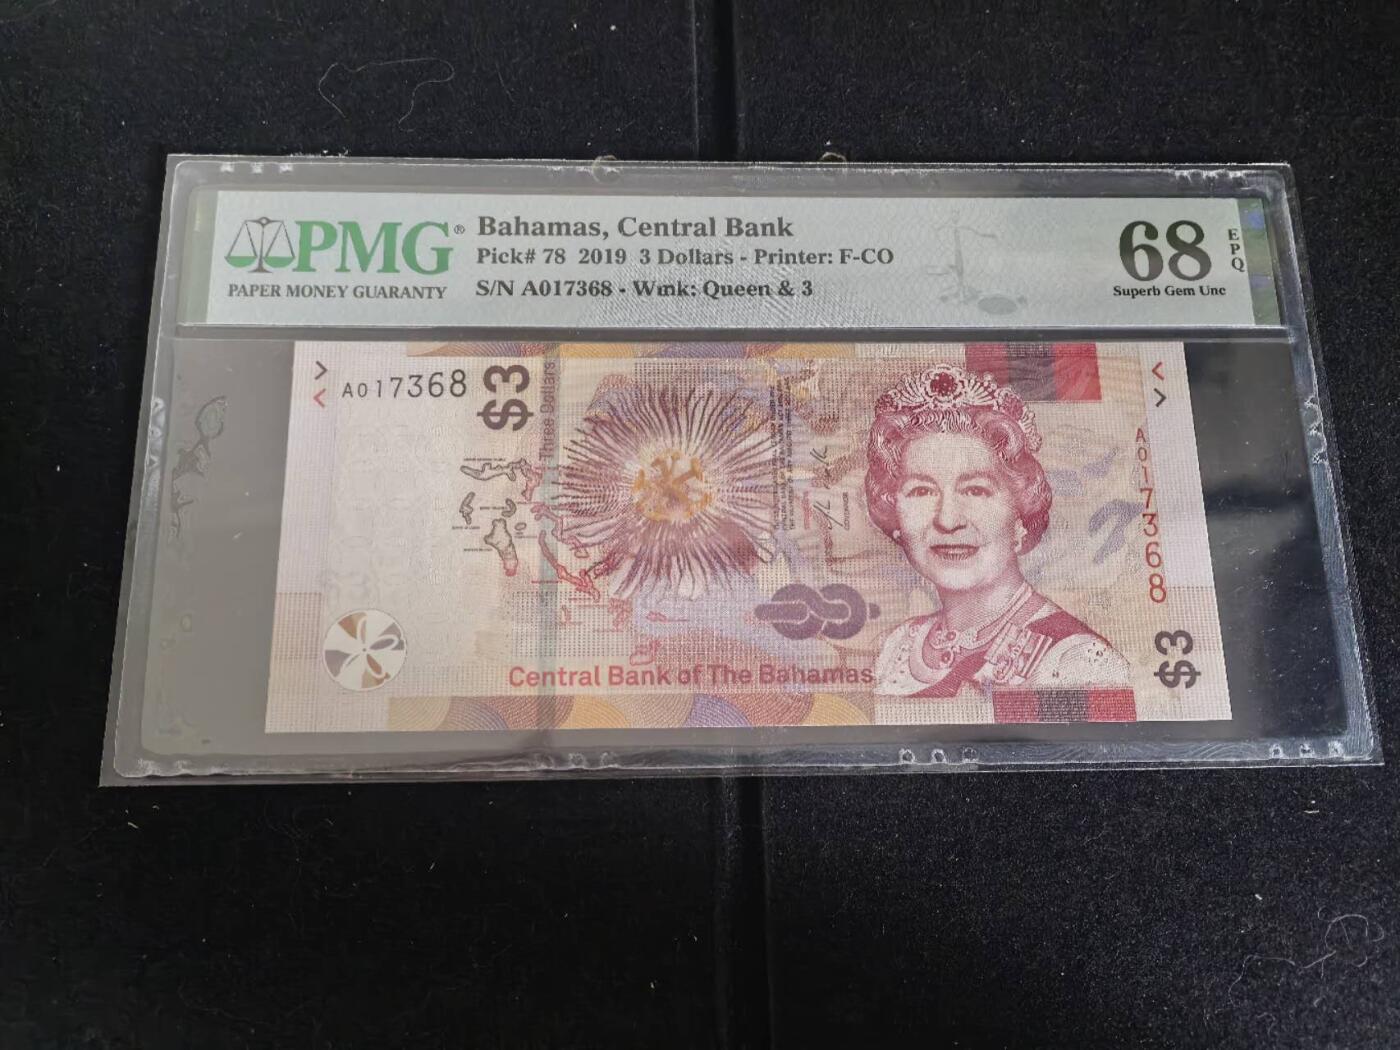 PMG®
PAPER MONEY GUARANTY
Bahamas, Central Bank
Pick# 78 2019 3 Dollars - Printer: F-CO
S/N A017368 - Wmk: Queen & 3
68
EPQ
Superb Gem Unc
A017368
$3
Three Dollars
GOVERNOR
A017368
Central Bank of The Bahamas
$3